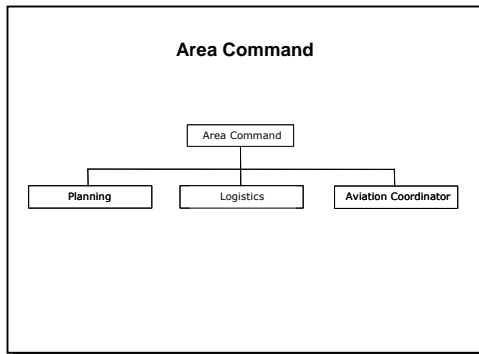 Area Command
Area Command
Planning
Logistics
Aviation Coordinator